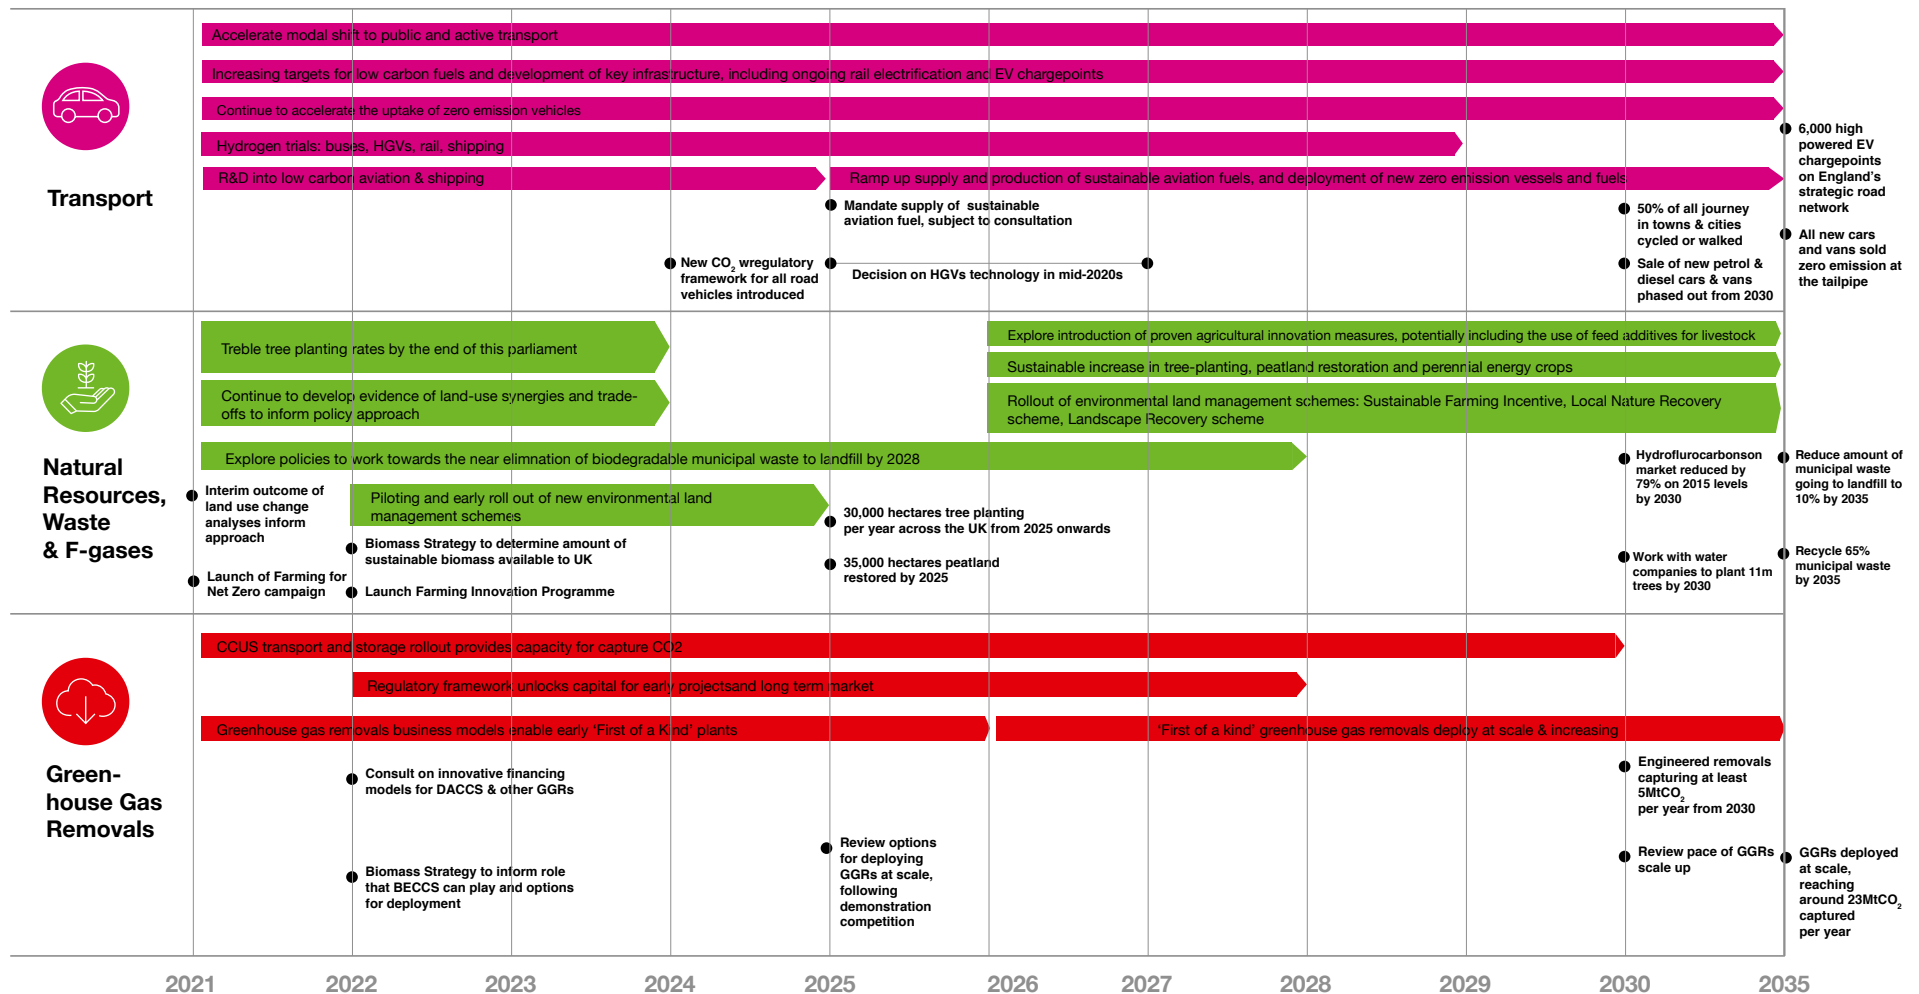 Accelerate modal shift to public and active transport
Increasing targets for low carbon fuels and development of key infrastructure, including ongoing rail electrification and EV chargepoints
Continue to accelerate the uptake of zero emission vehicles
Hydrogen trials: buses, HGVs, rail, shipping
R&D into low carbon aviation & shipping
Ramp up supply and production of sustainable aviation fuels, and deployment of new zero emission vessels and fuels
Transport
Mandate supply of sustainable
aviation fuel, subject to consultation
New CO2 wregulatory
framework for all road
vehicles introduced
Decision on HGVs technology in mid-2020s
50% of all journey
in towns & cities
cycled or walked
Sale of new petrol &
diesel cars & vans
phased out from 2030
6,000 high
powered EV
chargepoints
on England's
strategic road
network
All new cars
and vans sold
zero emission at
the tailpipe
Treble tree planting rates by the end of this parliament
Continue to develop evidence of land-use synergies and trade-
offs to inform policy approach
Explore introduction of proven agricultural innovation measures, potentially including the use of feed additives for livestock
Sustainable increase in tree-planting, peatland restoration and perennial energy crops
Rollout of environmental land management schemes: Sustainable Farming Incentive, Local Nature Recovery
scheme, Landscape Recovery scheme
Explore policies to work towards the near elimnation of biodegradable municipal waste to landfill by 2028
Natural
Resources,
Waste
& F-gases
Interim outcome of
land use change
analyses inform
approach
Launch of Farming for
Net Zero campaign
Piloting and early roll out of new environmental land
management schemes
Biomass Strategy to determine amount of
sustainable biomass available to UK
Launch Farming Innovation Programme
30,000 hectares tree planting
per year across the UK from 2025 onwards
35,000 hectares peatland
restored by 2025
Hydroflurocarbonson
market reduced by
79% on 2015 levels
by 2030
Work with water
companies to plant 11m
trees by 2030
Reduce amount of
municipal waste
going to landfill to
10% by 2035
Recycle 65%
municipal waste
by 2035
CCUS transport and storage rollout provides capacity for capture CO2
Regulatory framework unlocks capital for early projectsand long term market
Greenhouse gas removals business models enable early 'First of a Kind' plants
'First of a kind' greenhouse gas removals deploy at scale & increasing
Green-
house Gas
Removals
Consult on innovative financing
models for DACCS & other GGRs
Biomass Strategy to inform role
that BECCS can play and options
for deployment
Review options
for deploying
GGRs at scale,
following
demonstration
competition
Engineered removals
capturing at least
5MtCO2
per year from 2030
Review pace of GGRs
scale up
GGRs deployed
at scale,
reaching
around 23MtCO2
captured
per year
2021 2022 2023 2024 2025 2026 2027 2028 2029 2030 2035